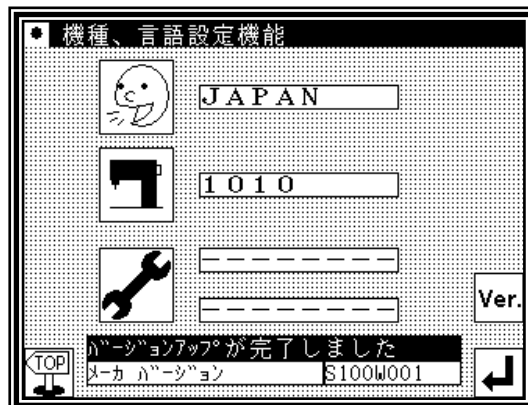 機種、言語設定機能
JAPAN
1010
Ver.
バージョンアップが完了しました
TOP
メーカ バージョン S100W001